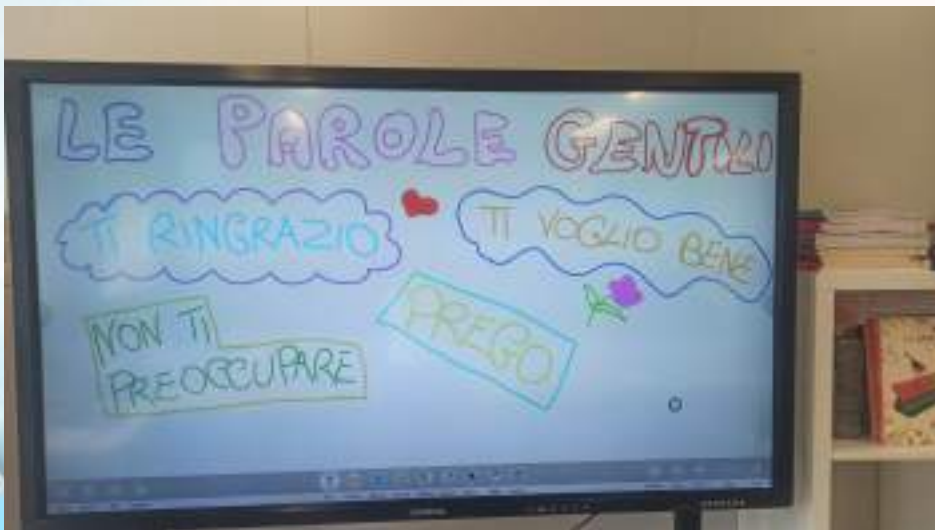 LE PAROLE GENTILI
TI RINGRAZIO
TI VOGLIO BENE
NON TI
PREOCCUPARE
PREGO